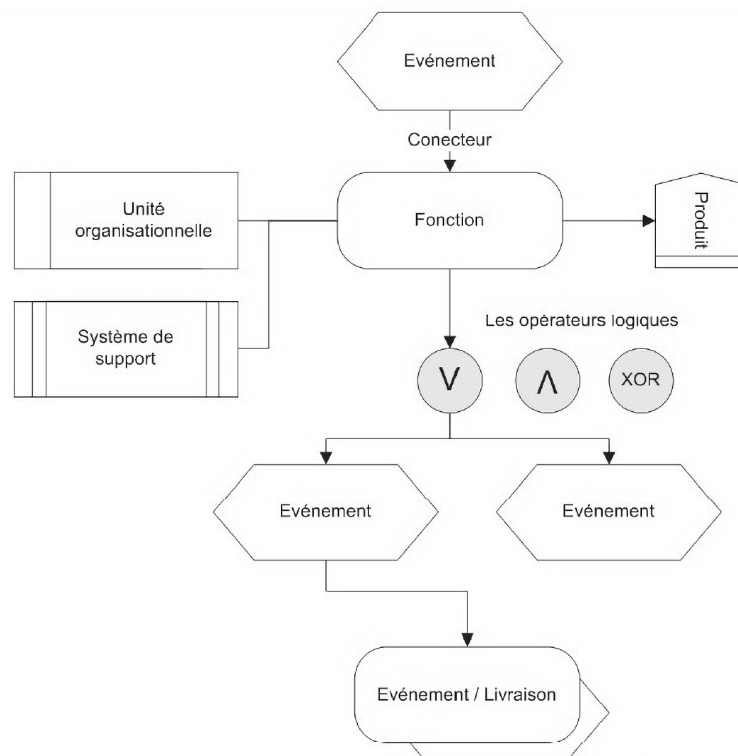 Evénement
Conecteur
Unité
organisationnelle
Fonction
Produit
Système de
support
Les opérateurs logiques
V
Λ
XOR
Evénement
Evénement
Evénement / Livraison